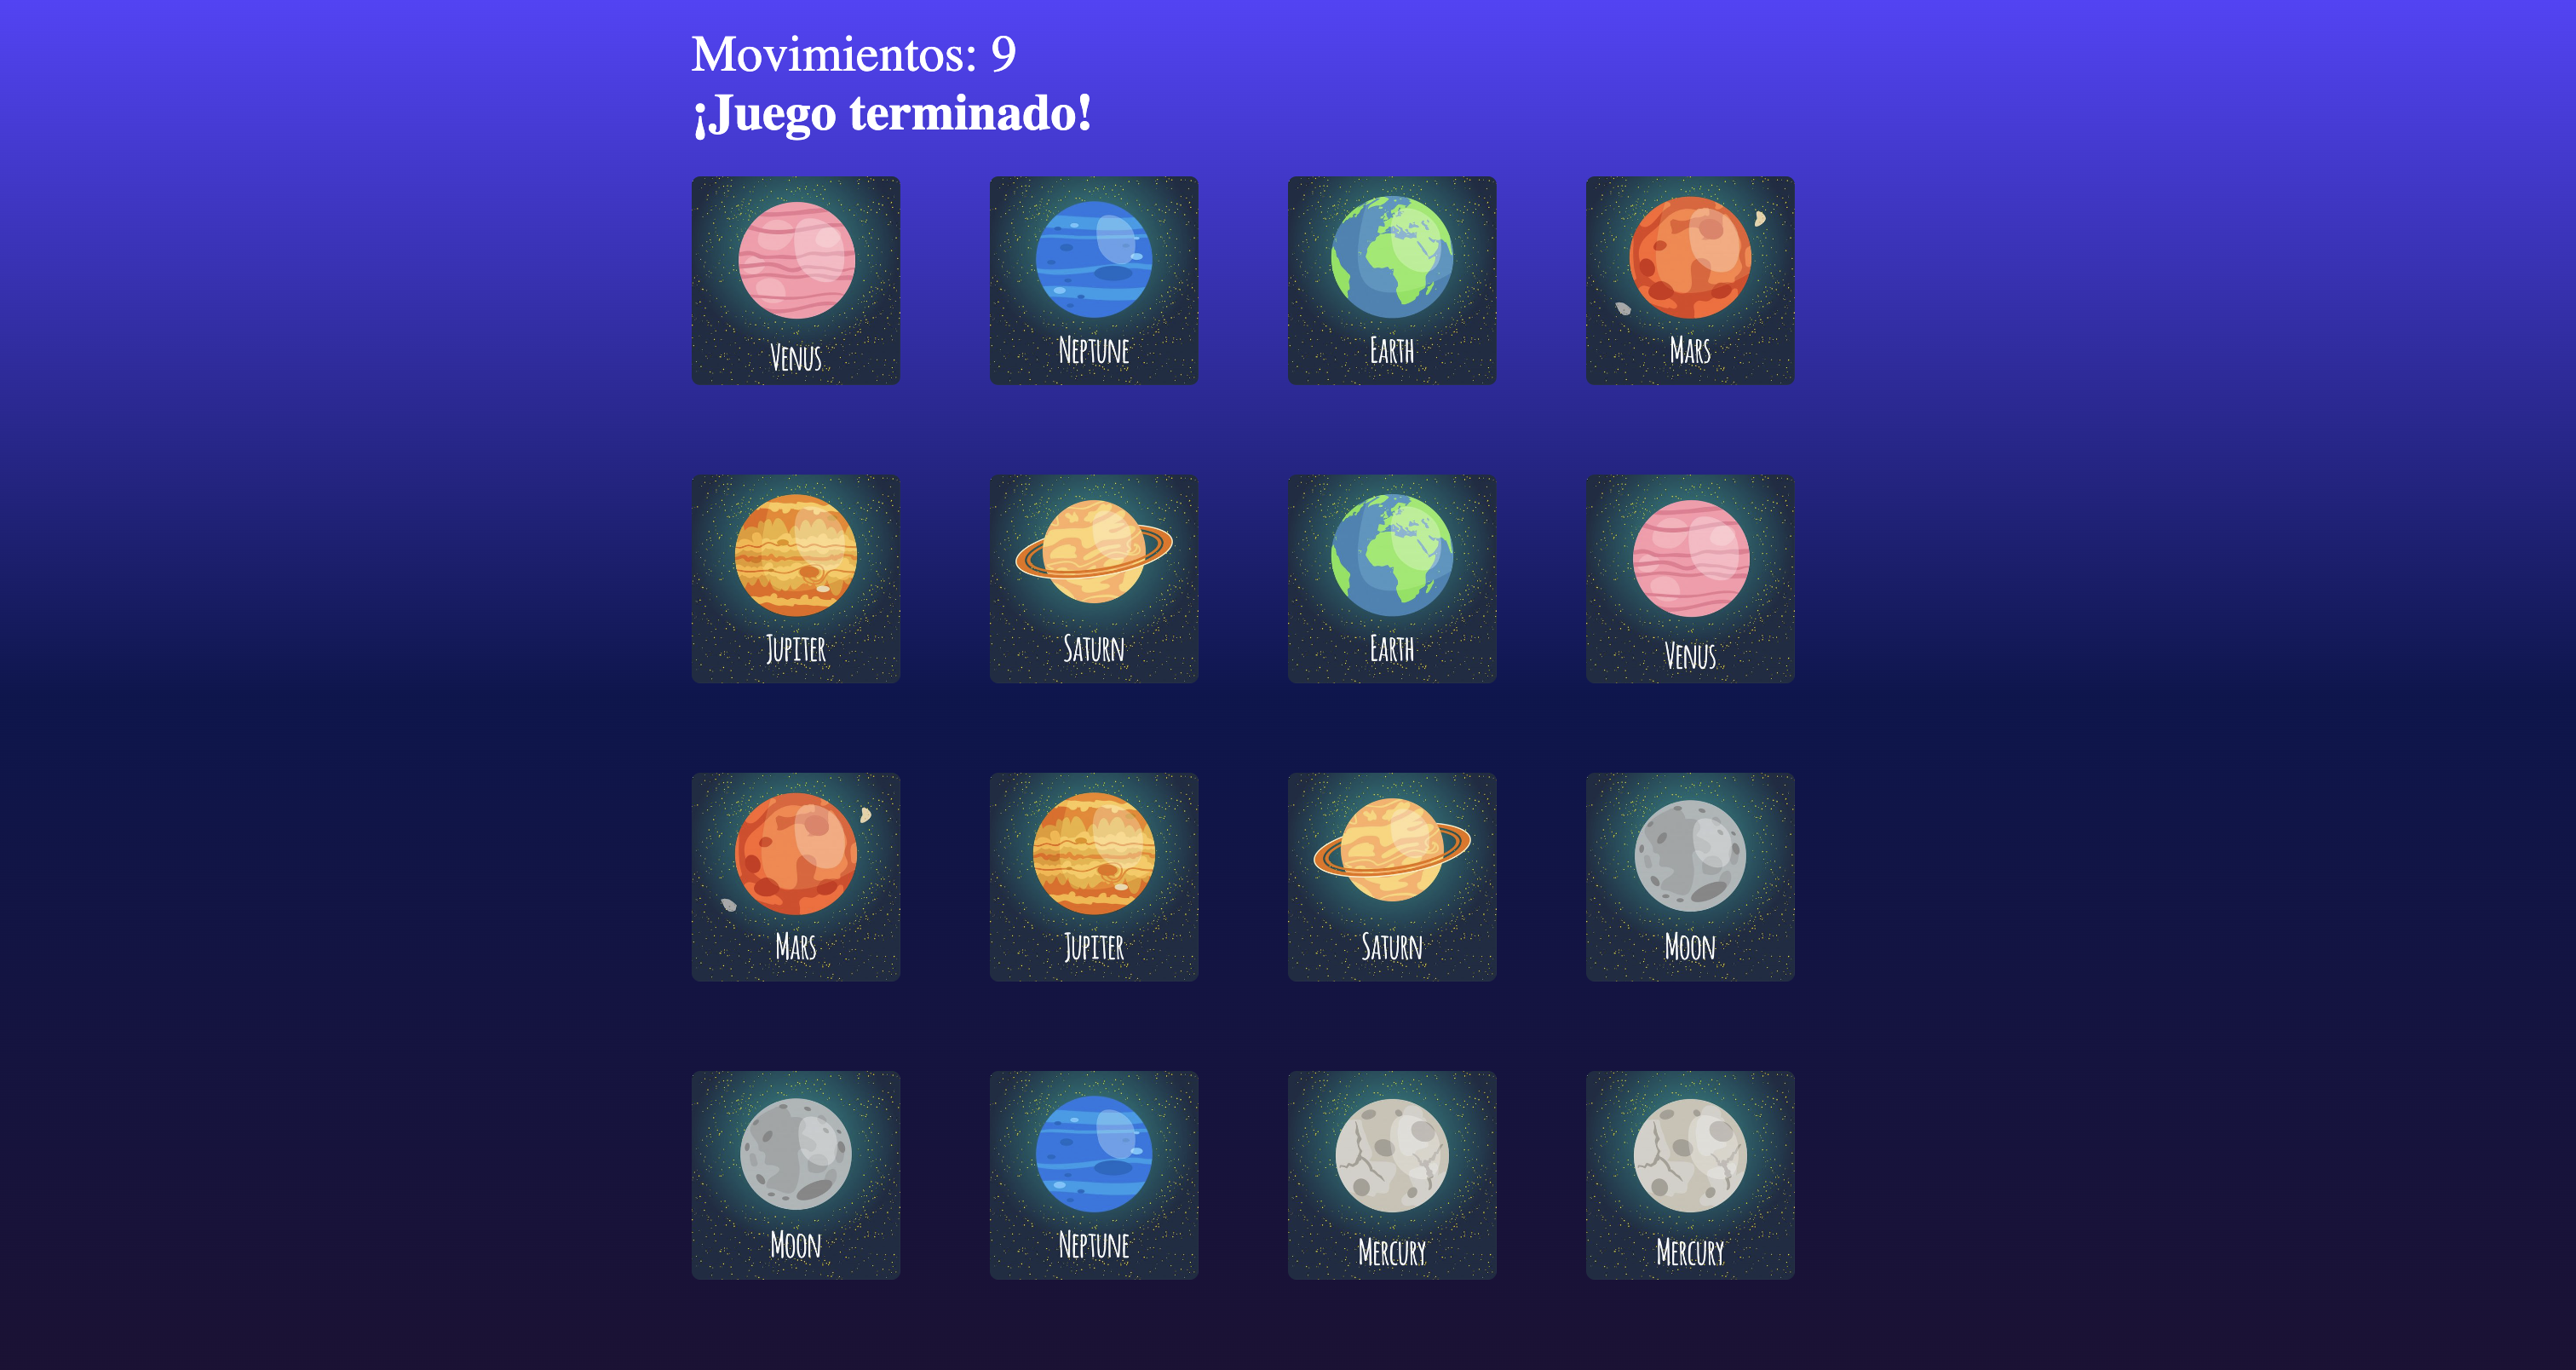 Movimientos: 9
¡Juego terminado!
Venus
Neptune
Earth
Mars
Jupiter
Saturn
Earth
Venus
Mars
Jupiter
Saturn
Moon
Moon
Neptune
Mercury
Mercury